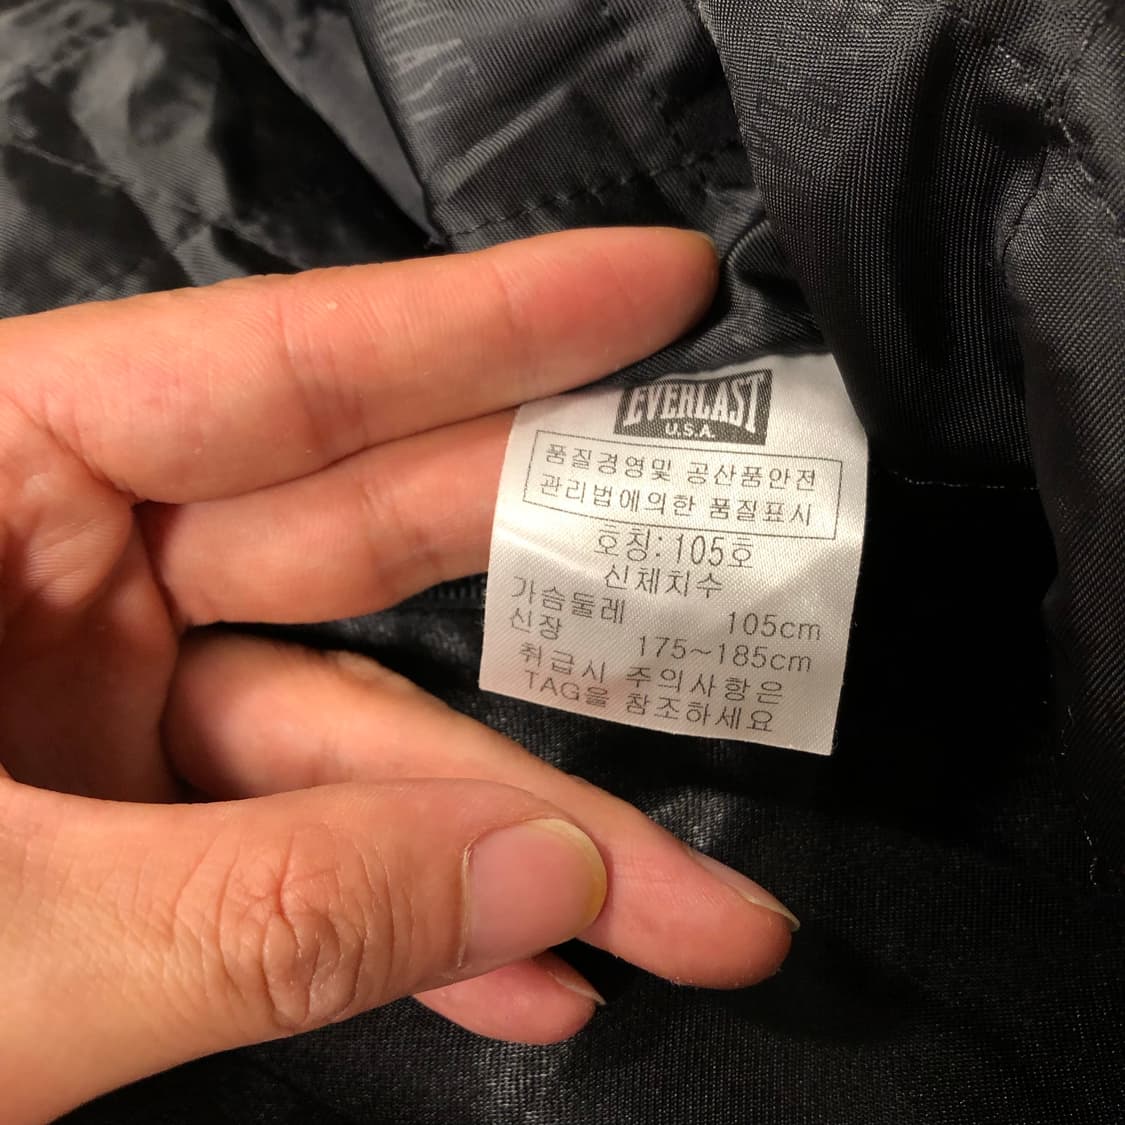 EVERLAST
U.S.A.
품질경영및 공산품안전
관리법에의한 품질표시
호칭:105호
신체치수
가슴둘레 105cm
신장 175~185cm
취급시 주의사항은
TAG을 참조하세요